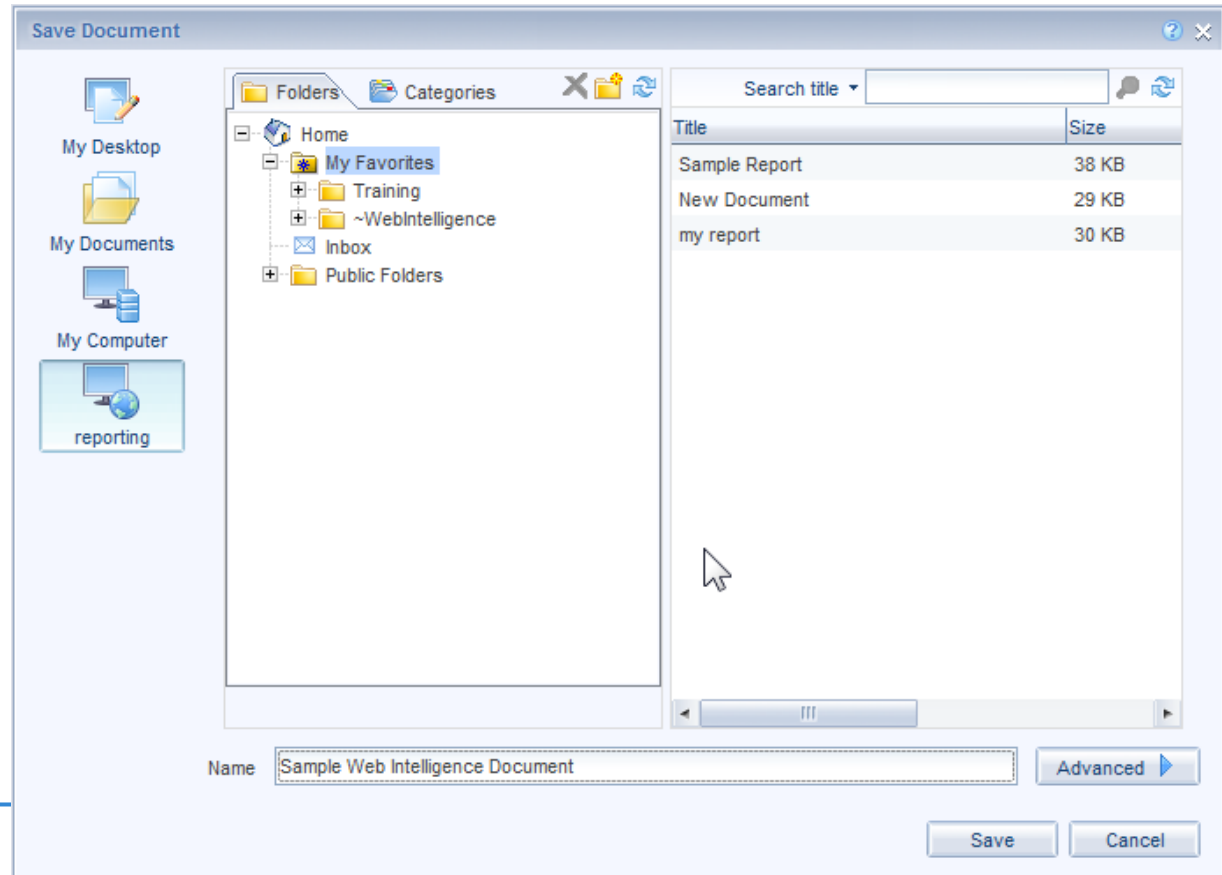 Save Document
My Desktop
My Documents
My Computer
reporting
Folders Categories
Home
My Favorites
Training
~WebIntelligence
Inbox
Public Folders
Search title
Title Size
Sample Report 38 KB
New Document 29 KB
my report 30 KB
Name Sample Web Intelligence Document Advanced
Save Cancel